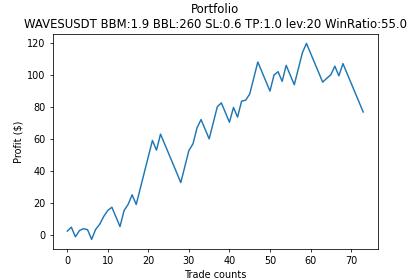 Portfolio
WAVESUSDT BBM:1.9 BBL:260 SL:0.6 TP:1.0 lev:20 WinRatio:55.0
120
100
80
60
40
20
0
Profit ($)
0 10 20 30 40 50 60 70
Trade counts